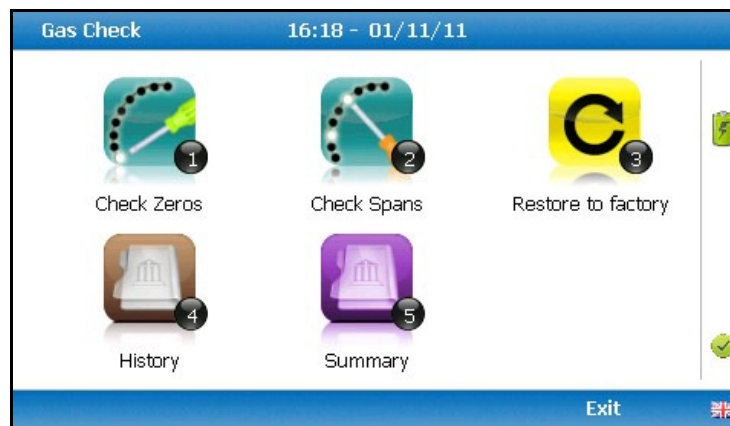 Gas Check 16:18 - 01/11/11
1 2 3
Check Zeros Check Spans Restore to factory
4 5
History Summary
Exit